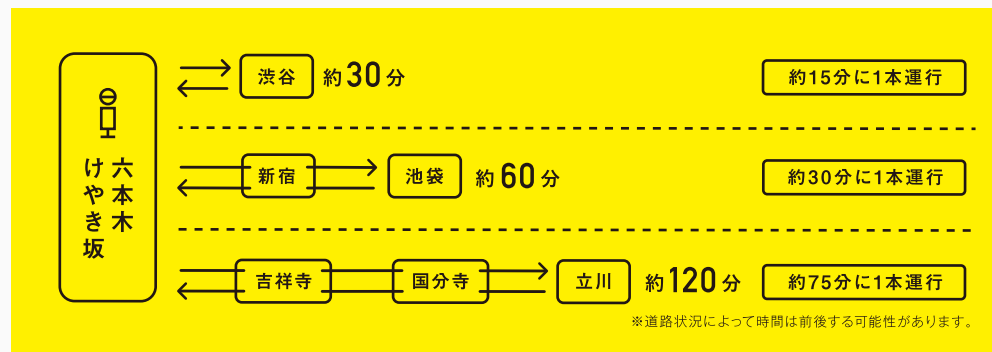 六本木
けやき坂
渋谷 約30分 約15分に1本運行
新宿 池袋 約60分 約30分に1本運行
吉祥寺 国分寺 立川 約120分 約75分に1本運行
※道路状況によって時間は前後する可能性があります。